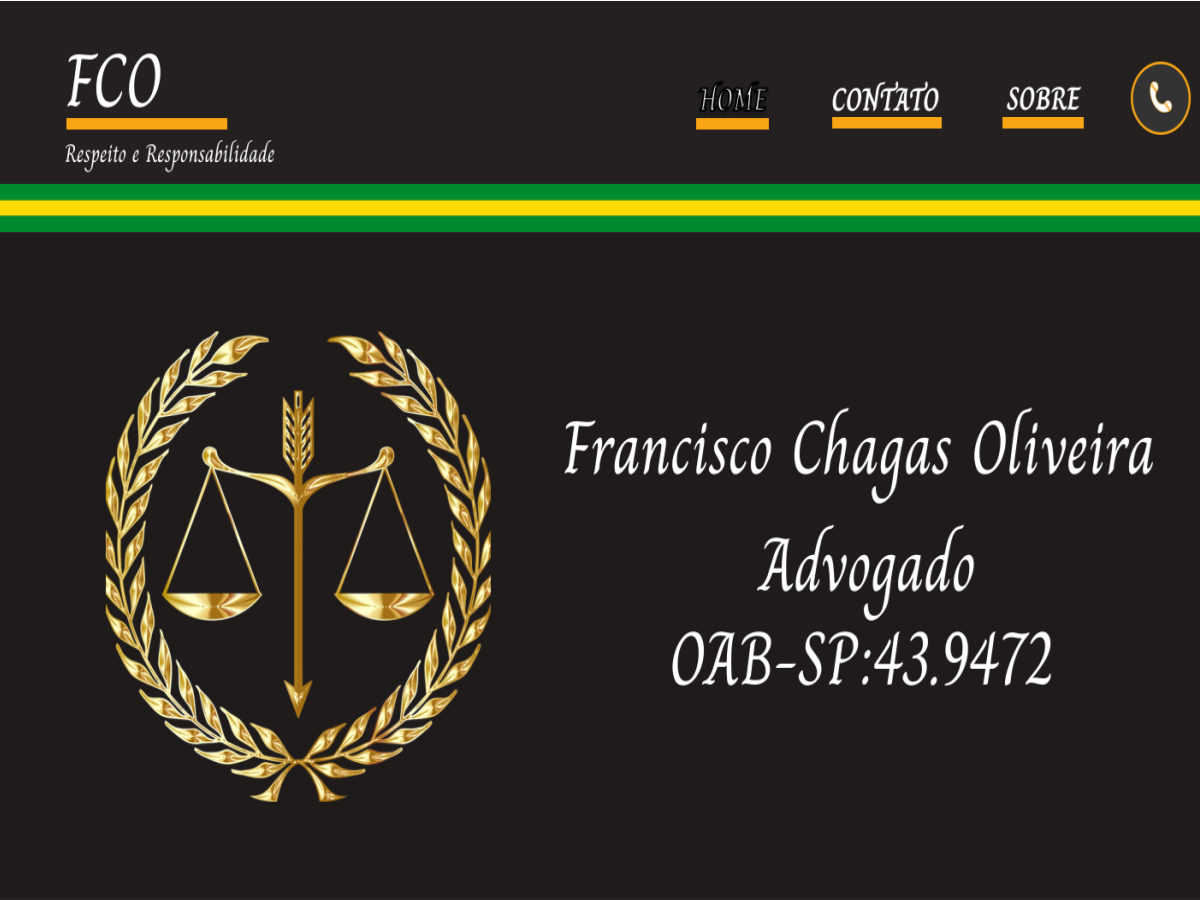 FCO
Respeito e Responsabilidade
HOME
CONTATO
SOBRE
Francisco Chagas Oliveira
Advogado
OAB-SP:43.9472